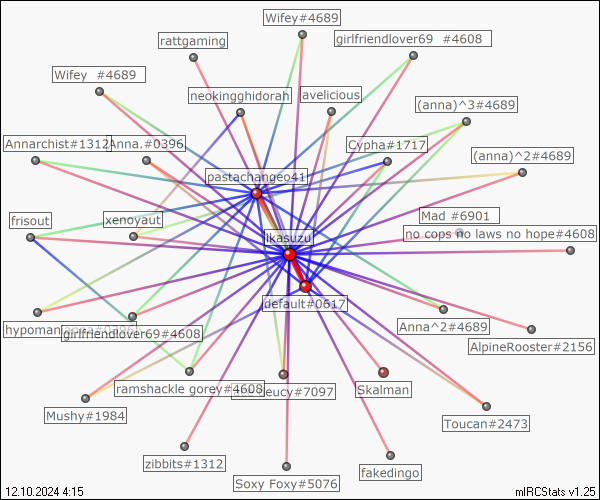 Wifey#4689
girlfriendlover69 #4608
rattgaming
Wifey #4689
neokingghidorah
avelicious
(anna)^3#4689
Annarchist#1312
Anna.#0396
Cypha#1717
(anna)^2#4689
pastachangeo41
frisout
xenoyaut
Mad #6901
no cops no laws no hope#4608
ikasuzu
default#0617
hypoman
girlfriendlover69#4608
Anna^2#4689
AlpineRooster#2156
ramshackle gorey#4608
eucy#7097
Skalman
Mushy#1984
Toucan#2473
zibbits#1312
Soxy Foxy#5076
fakedingo
12.10.2024 4:15
mIRCStats v1.25